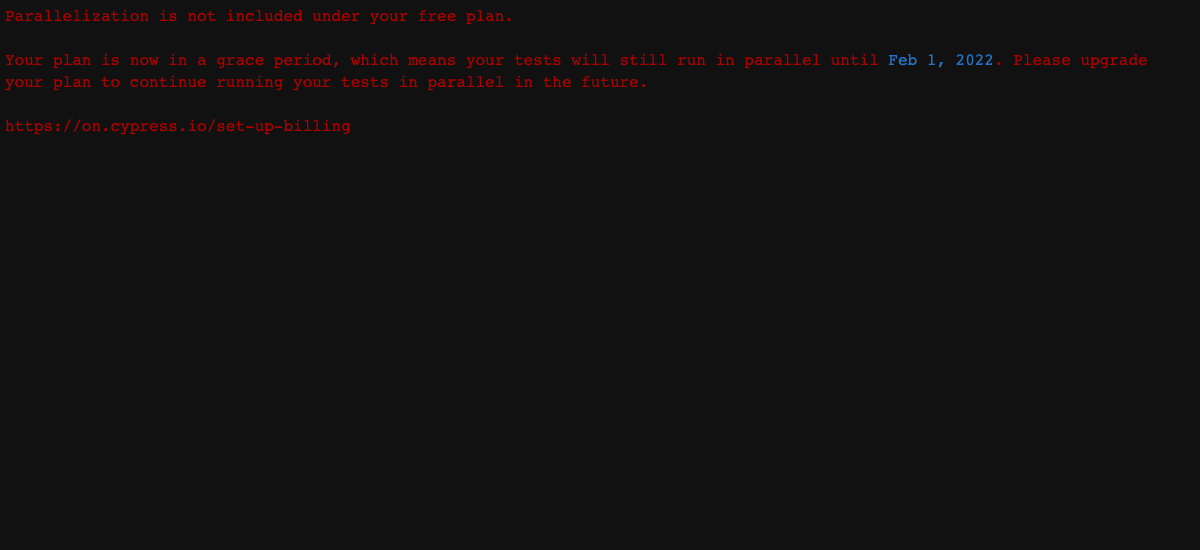 Parallelization is not included under your free plan.
Your plan is now in a grace period, which means your tests will still run in parallel until Feb 1, 2022. Please upgrade
your plan to continue running your tests in parallel in the future.
https://on.cypress.io/set-up-billing